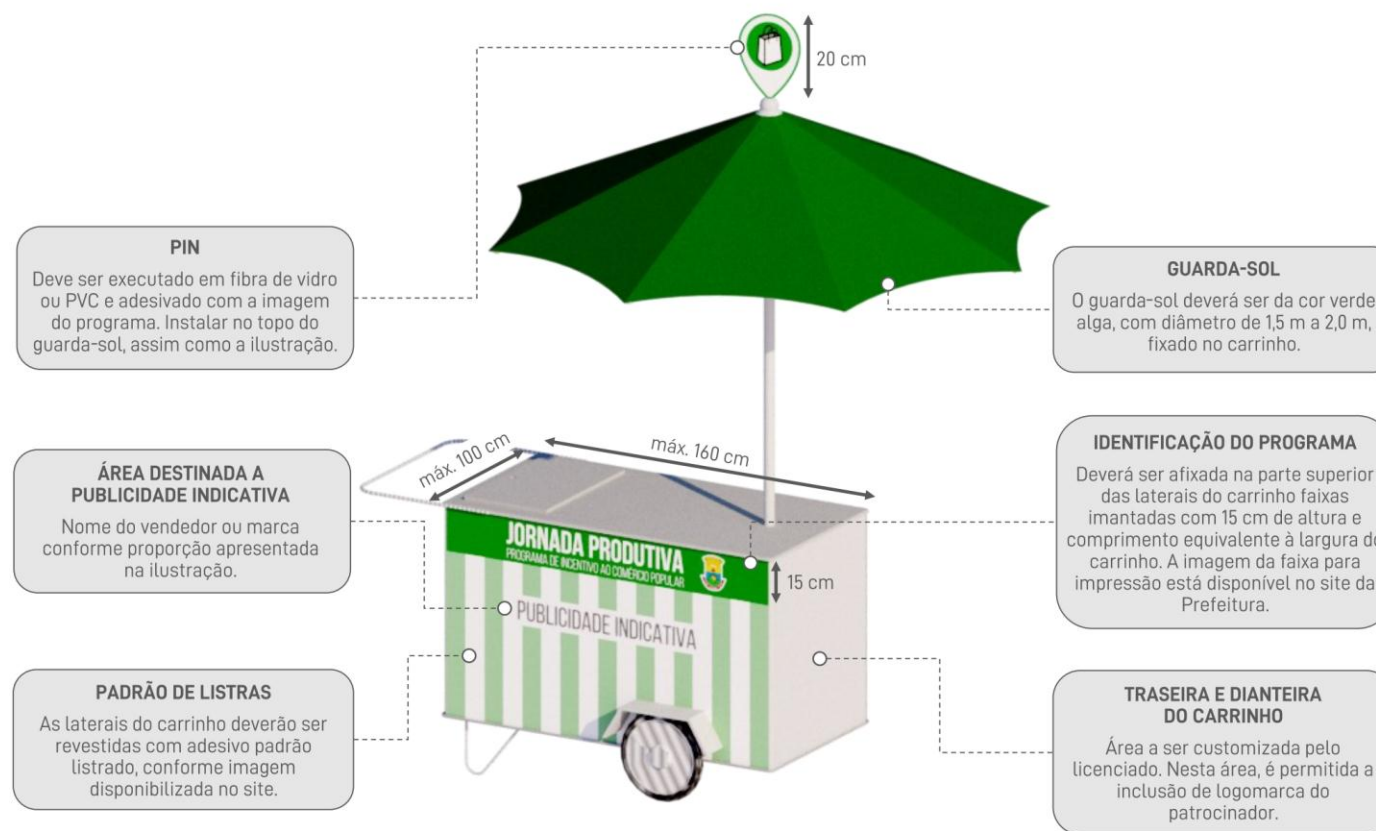 20 cm
PIN
Deve ser executado em fibra de vidro
ou PVC e adesivado com a imagem
do programa. Instalar no topo do
guarda-sol, assim como a ilustração.
GUARDA-SOL
O guarda-sol deverá ser da cor verde
alga, com diâmetro de 1,5 m a 2,0 m,
fixado no carrinho.
máx. 100 cm
máx. 160 cm
ÁREA DESTINADA A
PUBLICIDADE INDICATIVA
Nome do vendedor ou marca
conforme proporção apresentada
na ilustração.
JORNADA PRODUTIVA
PROGRAMA DE INCENTIVO AO COMÉRCIO POPULAR
15 cm
PUBLICIDADE INDICATIVA
IDENTIFICAÇÃO DO PROGRAMA
Deverá ser afixada na parte superior
das laterais do carrinho faixas
imantadas com 15 cm de altura e
comprimento equivalente à largura do
carrinho. A imagem da faixa para
impressão está disponível no site da
Prefeitura.
PADRÃO DE LISTRAS
As laterais do carrinho deverão ser
revestidas com adesivo padrão
listrado, conforme imagem
disponibilizada no site.
TRASEIRA E DIANTEIRA
DO CARRINHO
Área a ser customizada pelo
licenciado. Nesta área, é permitida a
inclusão de logomarca do
patrocinador.